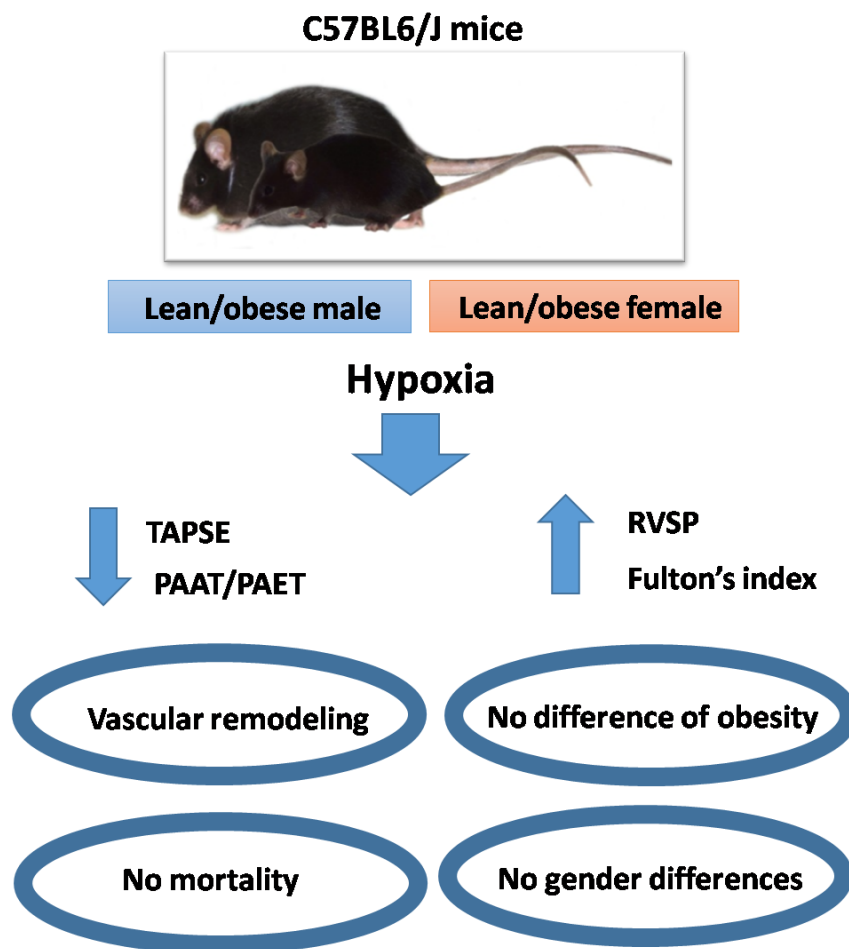 C57BL6/J mice
Lean/obese male
Lean/obese female
Hypoxia
TAPSE
PAAT/PAET
RVSP
Fulton's index
Vascular remodeling
No difference of obesity
No mortality
No gender differences